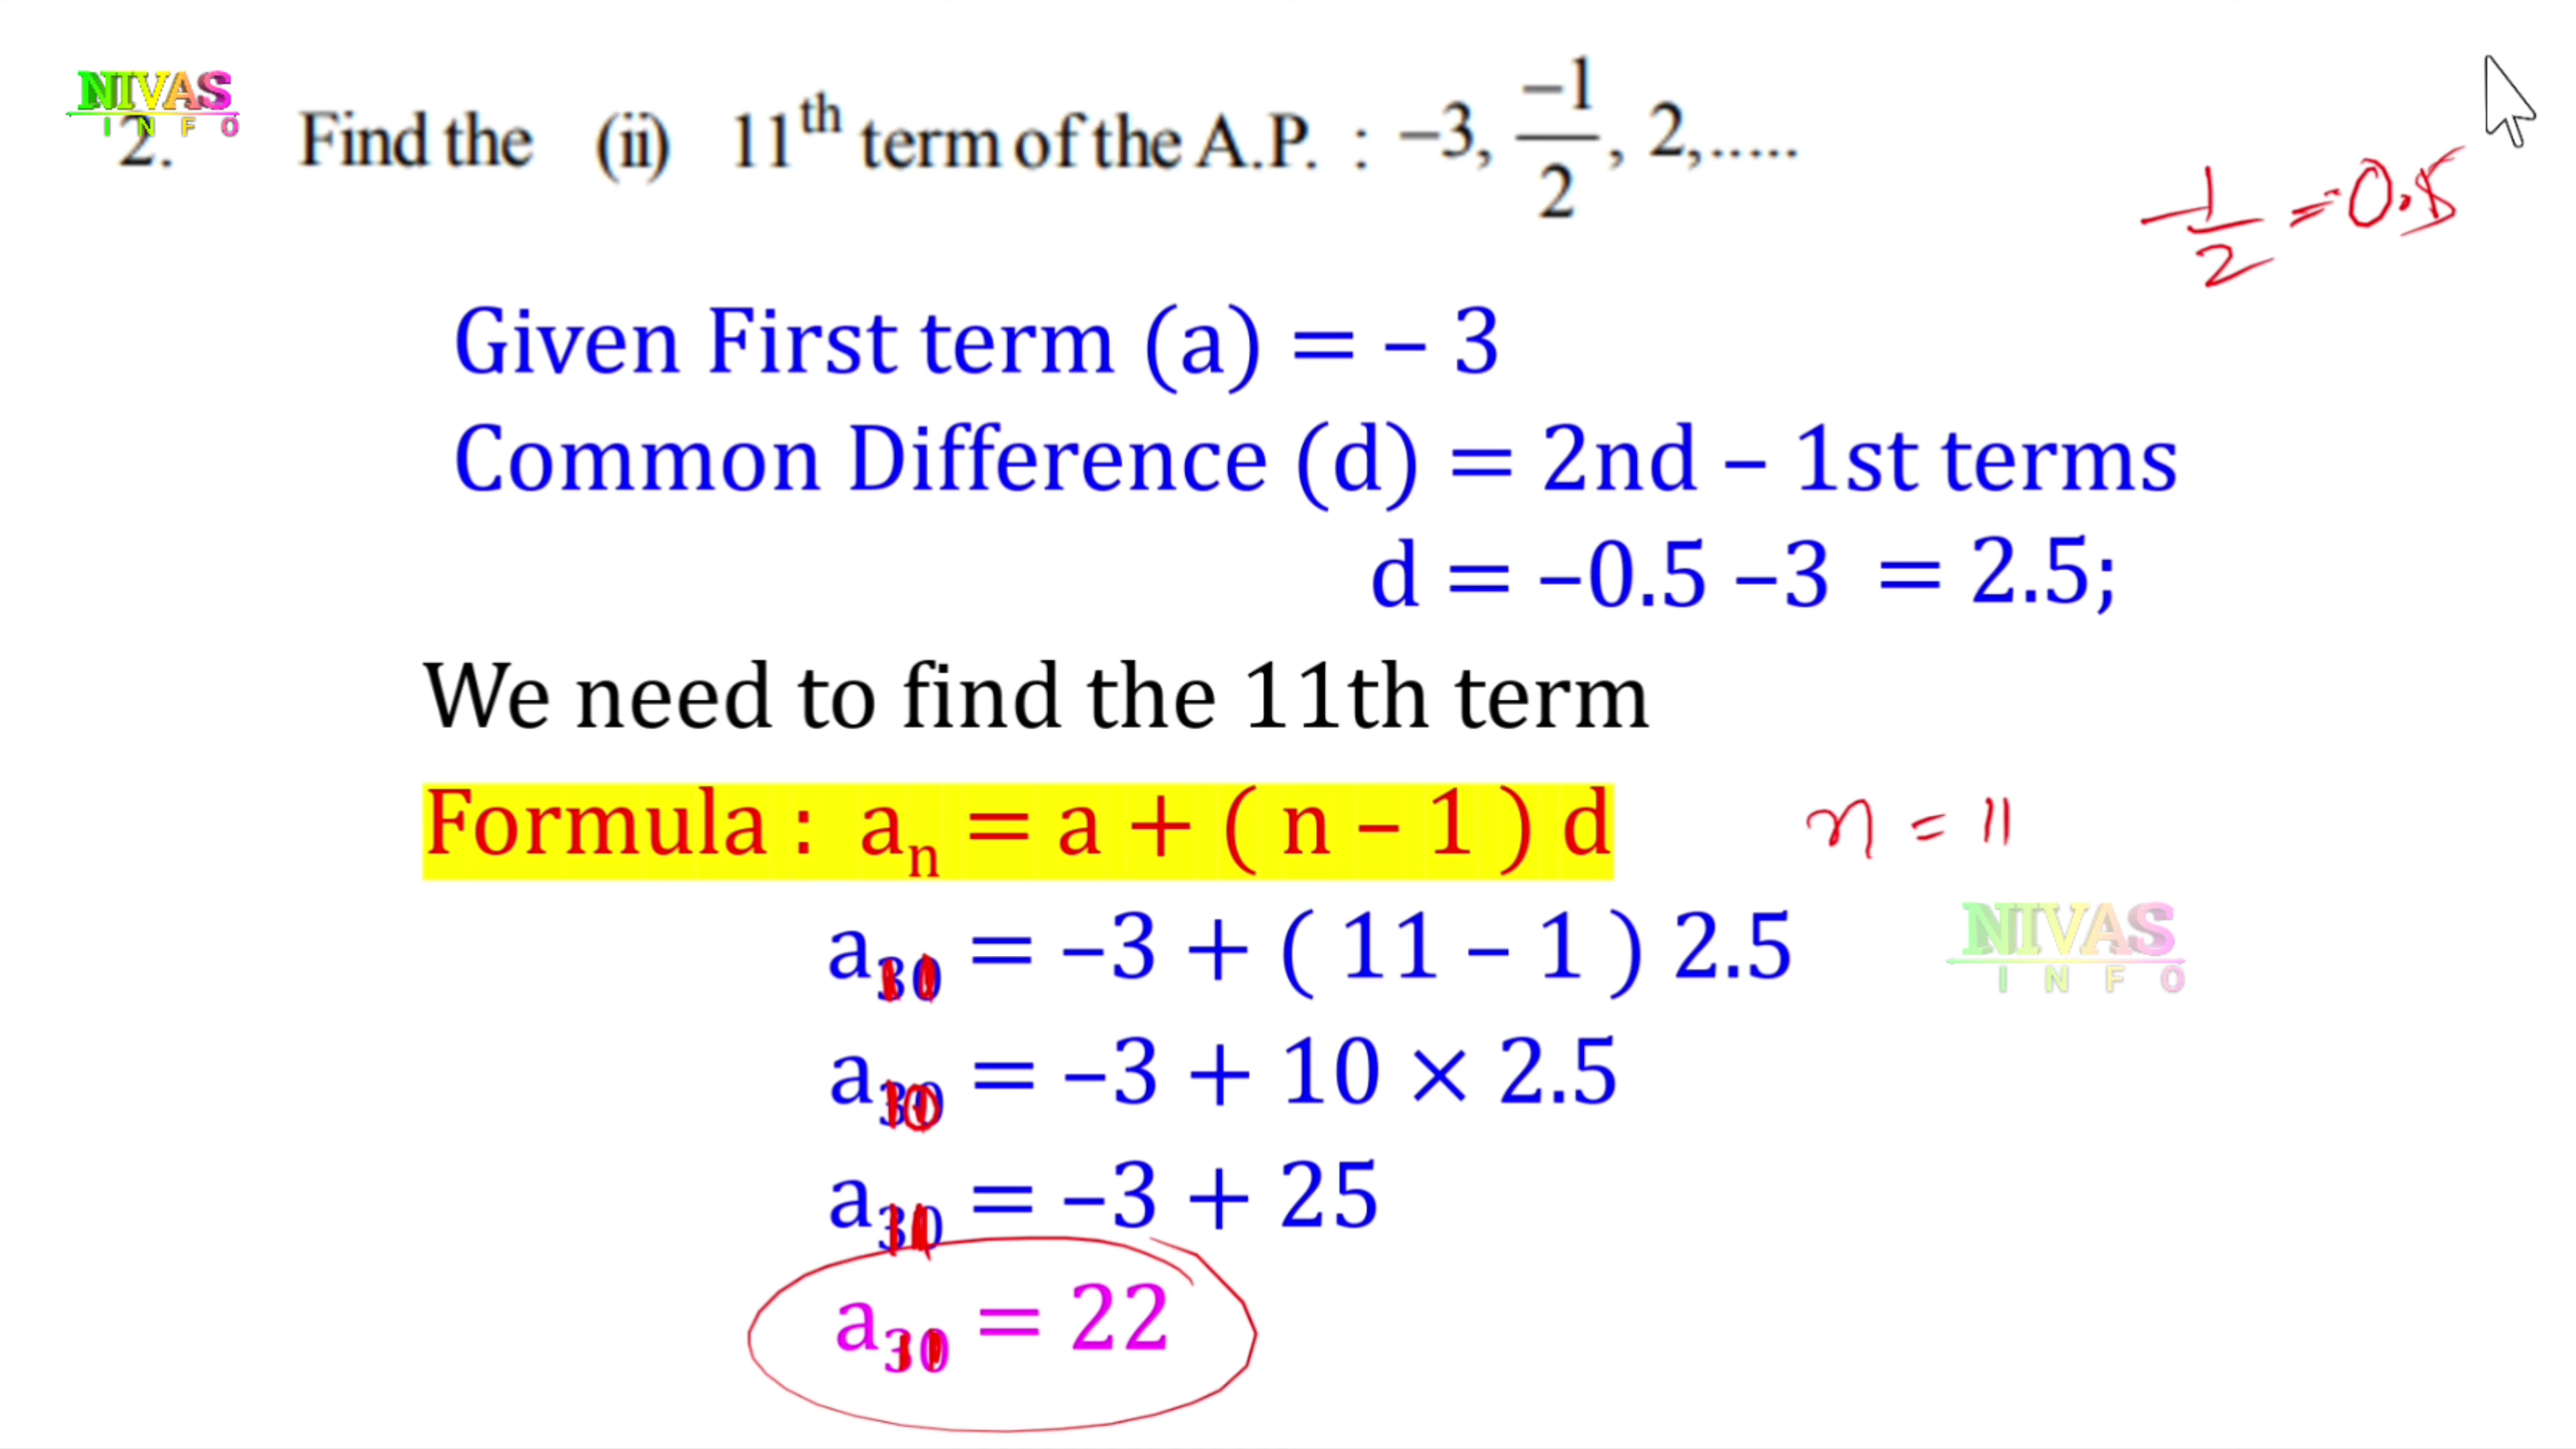 NIVAS
INFO
2. Find the (ii) 11th term of the A.P. : –3, –1/2, 2,.....
–1/2 = –0.5
Given First term (a) = – 3
Common Difference (d) = 2nd – 1st terms
d = –0.5 –3 = 2.5;
We need to find the 11th term
Formula : an = a + ( n – 1 ) d
n = 11
a11 = –3 + ( 11 – 1 ) 2.5
NIVAS
INFO
a = –3 + 10 × 2.5
a11 = –3 + 25
a11 = 22